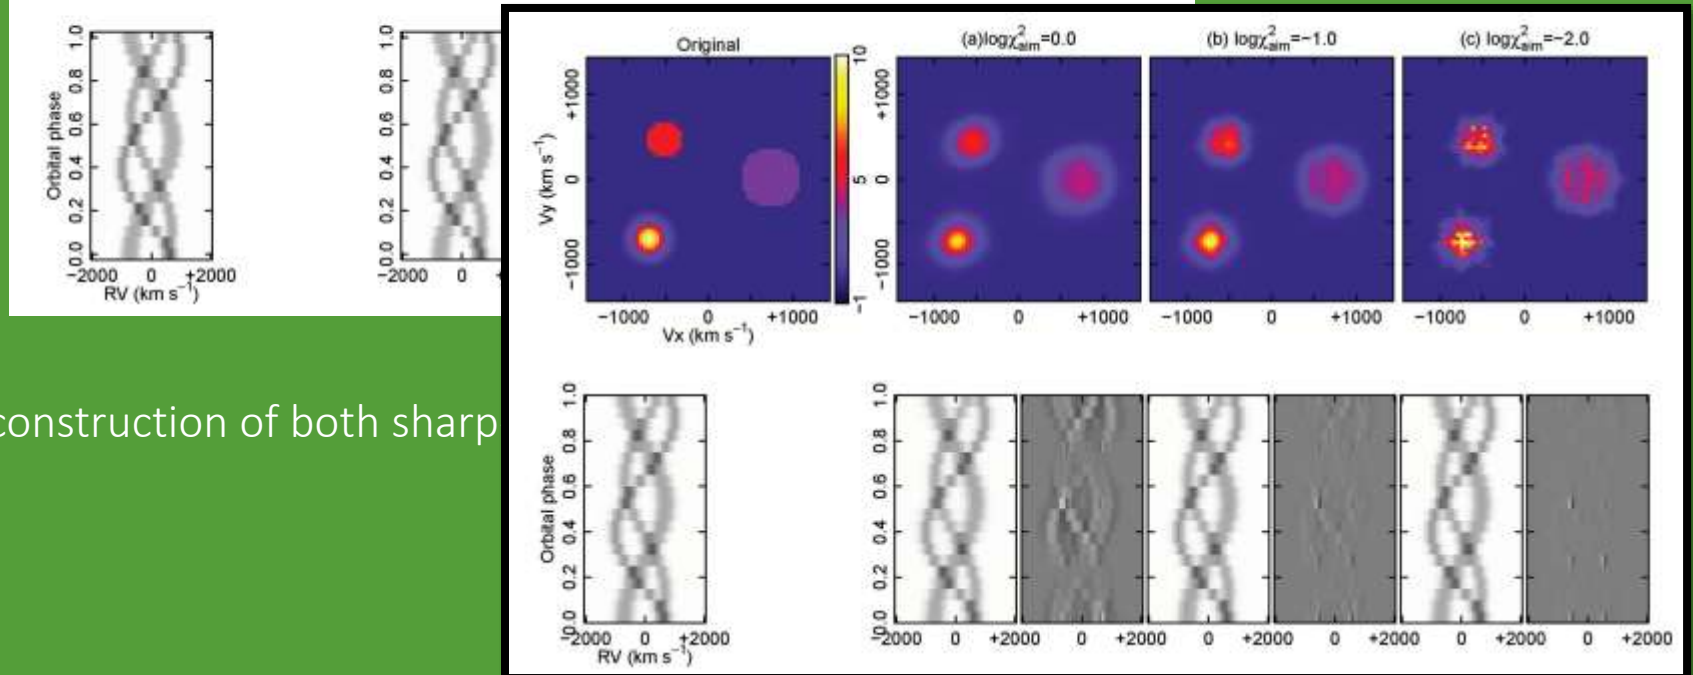 Original
(a)logχ²aim=0.0
(b) logχ²aim=−1.0
(c) logχ²aim=−2.0
1.0
0.8
0.6
0.4
0.2
0.0
Orbital phase
−2000 0 +2000
RV (km s⁻¹)
1.0
0.8
0.6
0.4
0.2
0.0
−2000 0
+1000
0
−1000
Vy (km s⁻¹)
−1000 0 +1000
Vx (km s⁻¹)
10
5
−1
+1000
0
−1000
−1000 0 +1000
−1000 0 +1000
−1000 0 +1000
construction of both sharp
1.0
0.8
0.6
0.4
0.2
0.0
Orbital phase
−2000 0 +2000
RV (km s⁻¹)
1.0
0.8
0.6
0.4
0.2
0.0
−2000 0 +2000 0 +2000 0 +2000 0 +2000 0 +2000 0 +2000